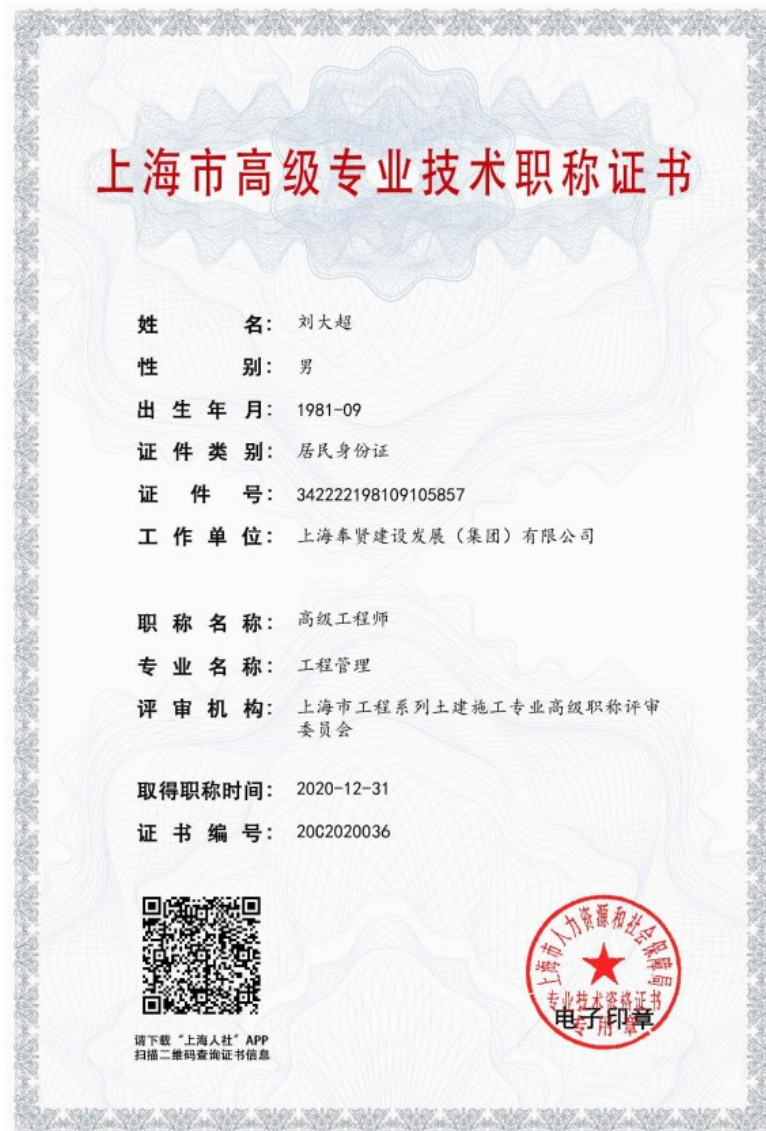 上海市高级专业技术职称证书
姓名：刘大超
性别：男
出生年月：1981-09
证件类别：居民身份证
证件号：342222198109105857
工作单位：上海奉贤建设发展（集团）有限公司
职称名称：高级工程师
专业名称：工程管理
评审机构：上海市工程系列土建施工专业高级职称评审
委员会
取得职称时间：2020-12-31
证书编号：20C2020036
请下载“上海人社”APP
扫描二维码查询证书信息
上海市人力资源和社会保障局
专业技术资格证书
专用章
电子印章